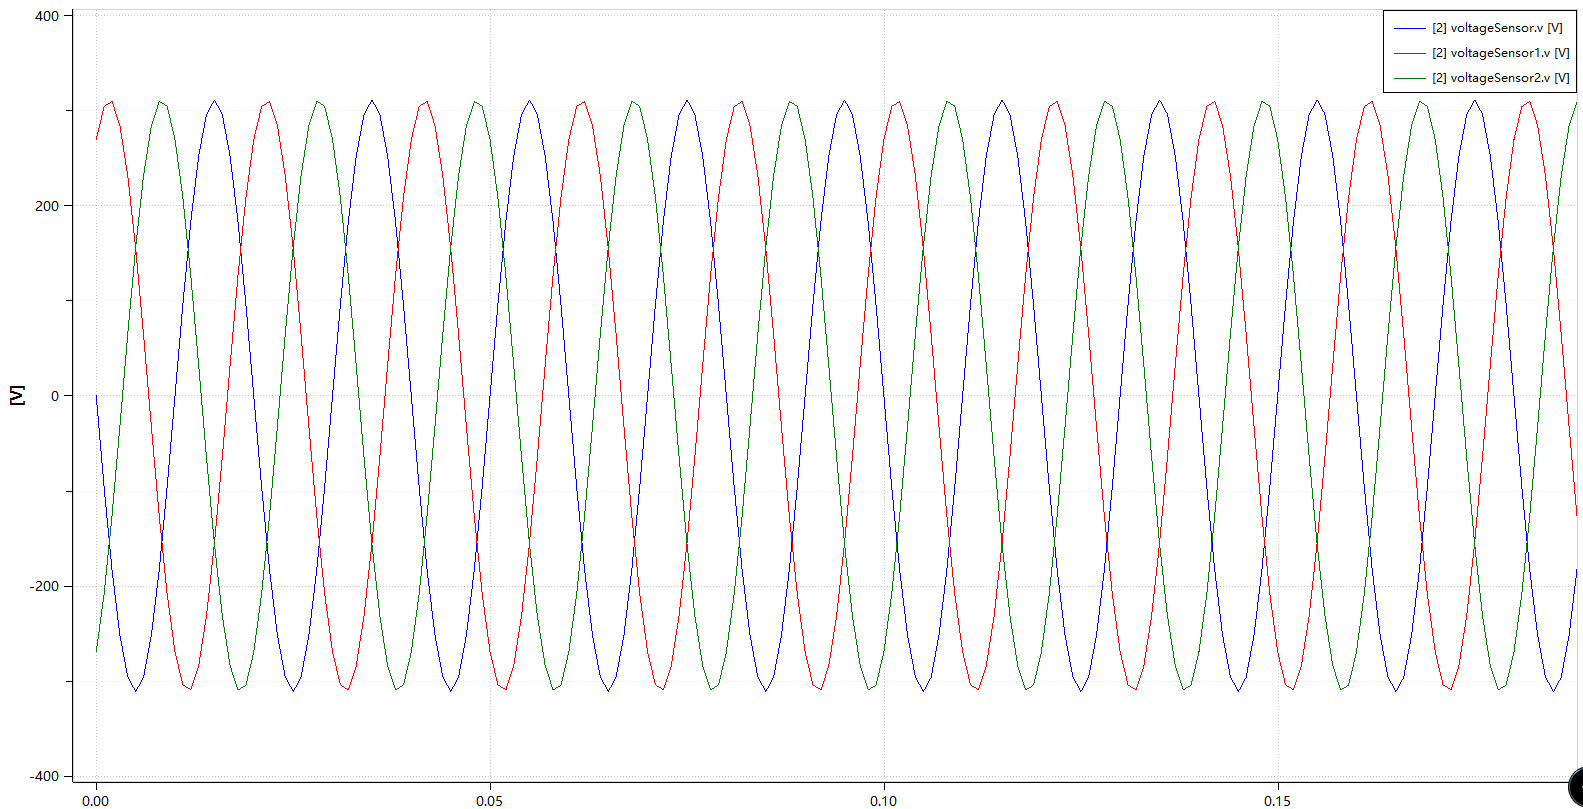 400
[2] voltageSensor.v [V]
[2] voltageSensor1.v [V]
[2] voltageSensor2.v [V]
200
0
[V]
-200
-400
0.00
0.05
0.10
0.15